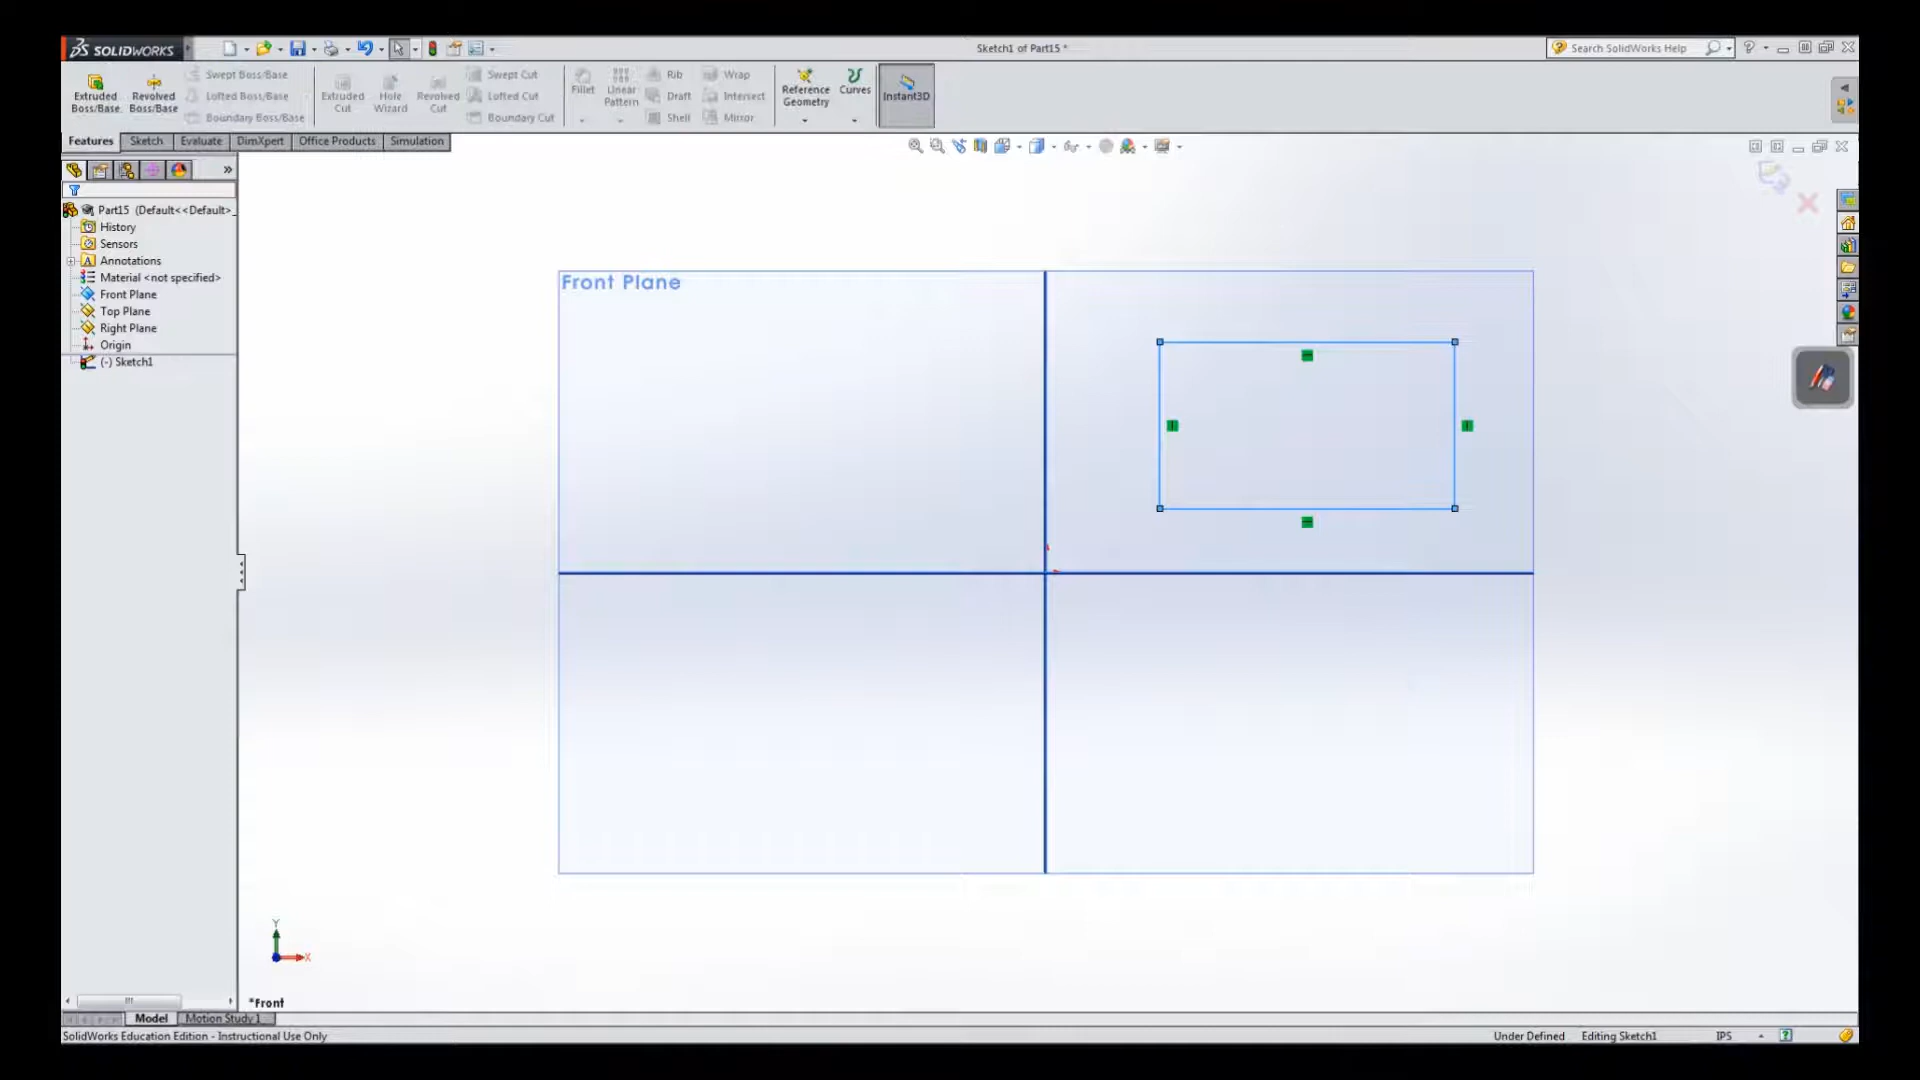 SOLIDWORKS
Sketch1 of Part15 *
Search SolidWorks Help
Extruded Boss/Base
Revolved Boss/Base
Swept Boss/Base
Lofted Boss/Base
Boundary Boss/Base
Extruded Cut
Hole Wizard
Revolved Cut
Swept Cut
Lofted Cut
Boundary Cut
Fillet
Linear Pattern
Rib
Draft
Shell
Wrap
Intersect
Mirror
Reference Geometry
Curves
Instant3D
Features
Sketch
Evaluate
DimXpert
Office Products
Simulation
Part15 (Default<<Default>_
History
Sensors
Annotations
Material <not specified>
Front Plane
Top Plane
Right Plane
Origin
(-) Sketch1
Front Plane
Y
X
*Front
Model
Motion Study 1
SolidWorks Education Edition - Instructional Use Only
Under Defined
Editing Sketch1
IPS